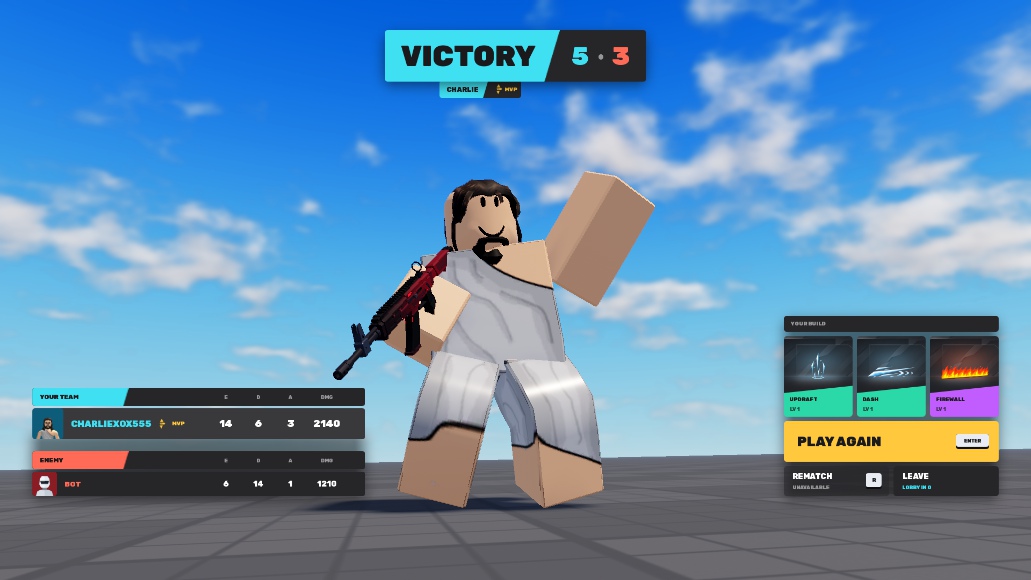 VICTORY 5 · 3
CHARLIE MVP
YOUR TEAM E D A DMG
CHARLIEXOX555 MVP 14 6 3 2140
ENEMY E D A DMG
BOT 6 14 1 1210
YOUR BUILD
UPDRAFT DASH FIREWALL
LV 1 LV 1 LV 1
PLAY AGAIN ENTER
REMATCH R LEAVE
UNAVAILABLE LOBBY IN 0